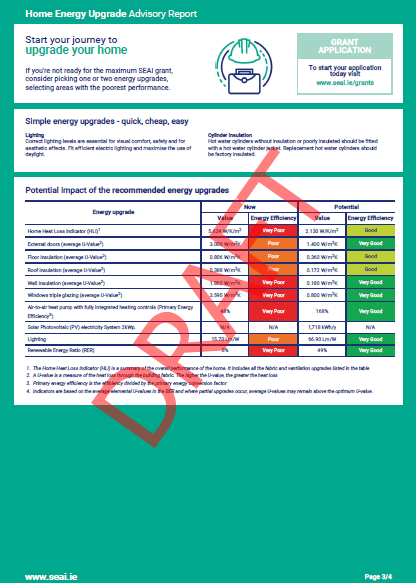 Home Energy Upgrade Advisory Report
Start your journey to
upgrade your home
If you're not ready for the maximum SEAI grant,
consider picking one or two energy upgrades,
selecting areas with the poorest performance.
GRANT
APPLICATION
To start your application
today visit
www.seai.ie/grants
Simple energy upgrades - quick, cheap, easy
Lighting
Correct lighting levels are essential for visual comfort, safety and for
aesthetic effects. Fit efficient electric lighting and maximise the use of
daylight.
Cylinder Insulation
Hot water cylinders without insulation or poorly insulated should be fitted
with a hot water cylinder jacket. Replacement hot water cylinders should
be factory insulated.
Potential impact of the recommended energy upgrades
Energy upgrade Now Potential
Value Energy Efficiency Value Energy Efficiency
Home Heat Loss Indicator (HLI)¹ W/K/m² Very Poor 2.130 W/K/m² Good
External doors (average U-Value²) 3.000 W/m²K Poor 1.400 W/m²K Very Good
Floor insulation (average U-Value²) 0.806 W/m²K Poor 0.360 W/m²K Good
Roof insulation (average U-Value²) 0.388 W/m²K Poor 0.172 W/m²K Good
Wall insulation (average U-Value²) W/m²K Very Poor 0.180 W/m²K Very Good
Windows triple glazing (average U-Value²) 3.595 W/m²K Very Poor 0.800 W/m²K Very Good
Air-to-air heat pump with fully integrated heating controls (Primary Energy
Efficiency³) 48% Very Poor 168% Very Good
Solar Photovoltaic (PV) electricity System 2kWp. N/A N/A 1,718 kWh/y N/A
Lighting Lm/W Poor 66.90 Lm/W Very Good
Renewable Energy Ratio (RER) 0% Very Poor 49% Very Good
1. The Home Heat Loss Indicator (HLI) is a summary of the overall performance of the home. It includes all the fabric and ventilation upgrades listed in the table
2. A U-value is a measure of the heat loss through the building fabric. The higher the U-value, the greater the heat loss
3. Primary energy efficiency is the efficiency divided by the primary energy conversion factor
4. Indicators are based on the average elemental U-values in the BER and where partial upgrades occur, average U-values may remain above the optimum U-value.
DRAFT
www.seai.ie
Page 3/4